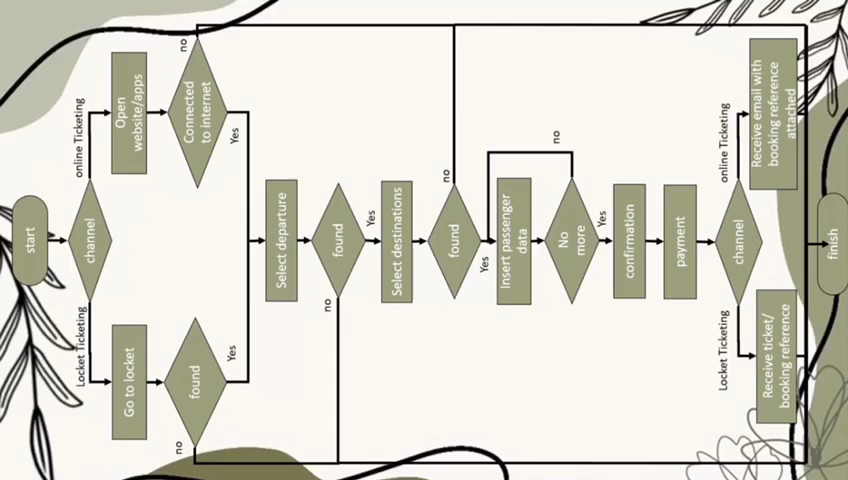 start
channel
online Ticketing
Locket Ticketing
Open
website/apps
Go to locket
Connected
to internet
no
Yes
found
no
Yes
Select departure
found
no
Yes
Select destinations
found
no
Yes
Insert passenger
data
No
more
no
Yes
confirmation
payment
channel
online Ticketing
Locket Ticketing
Receive email with
booking reference
attached
Receive ticket/
booking reference
finish